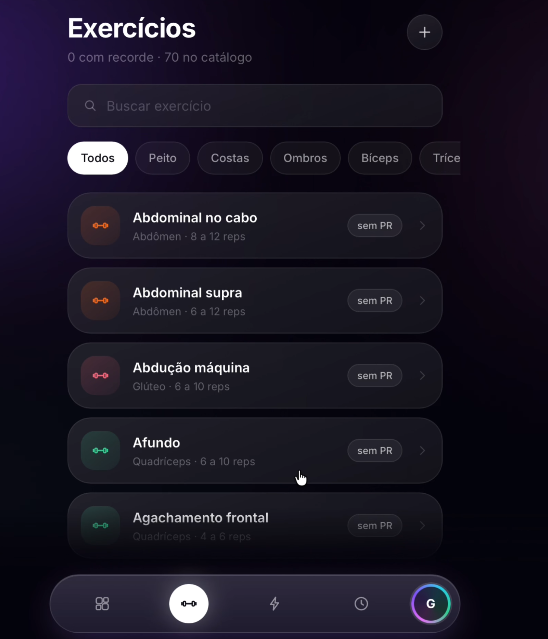 Exercícios
0 com recorde · 70 no catálogo
Buscar exercício
Todos Peito Costas Ombros Bíceps Tríce
Abdominal no cabo
Abdômen · 8 a 12 reps
sem PR
Abdominal supra
Abdômen · 6 a 12 reps
sem PR
Abdução máquina
Glúteo · 6 a 10 reps
sem PR
Afundo
Quadríceps · 6 a 10 reps
sem PR
Agachamento frontal
Quadríceps · 4 a 6 reps
sem PR
G